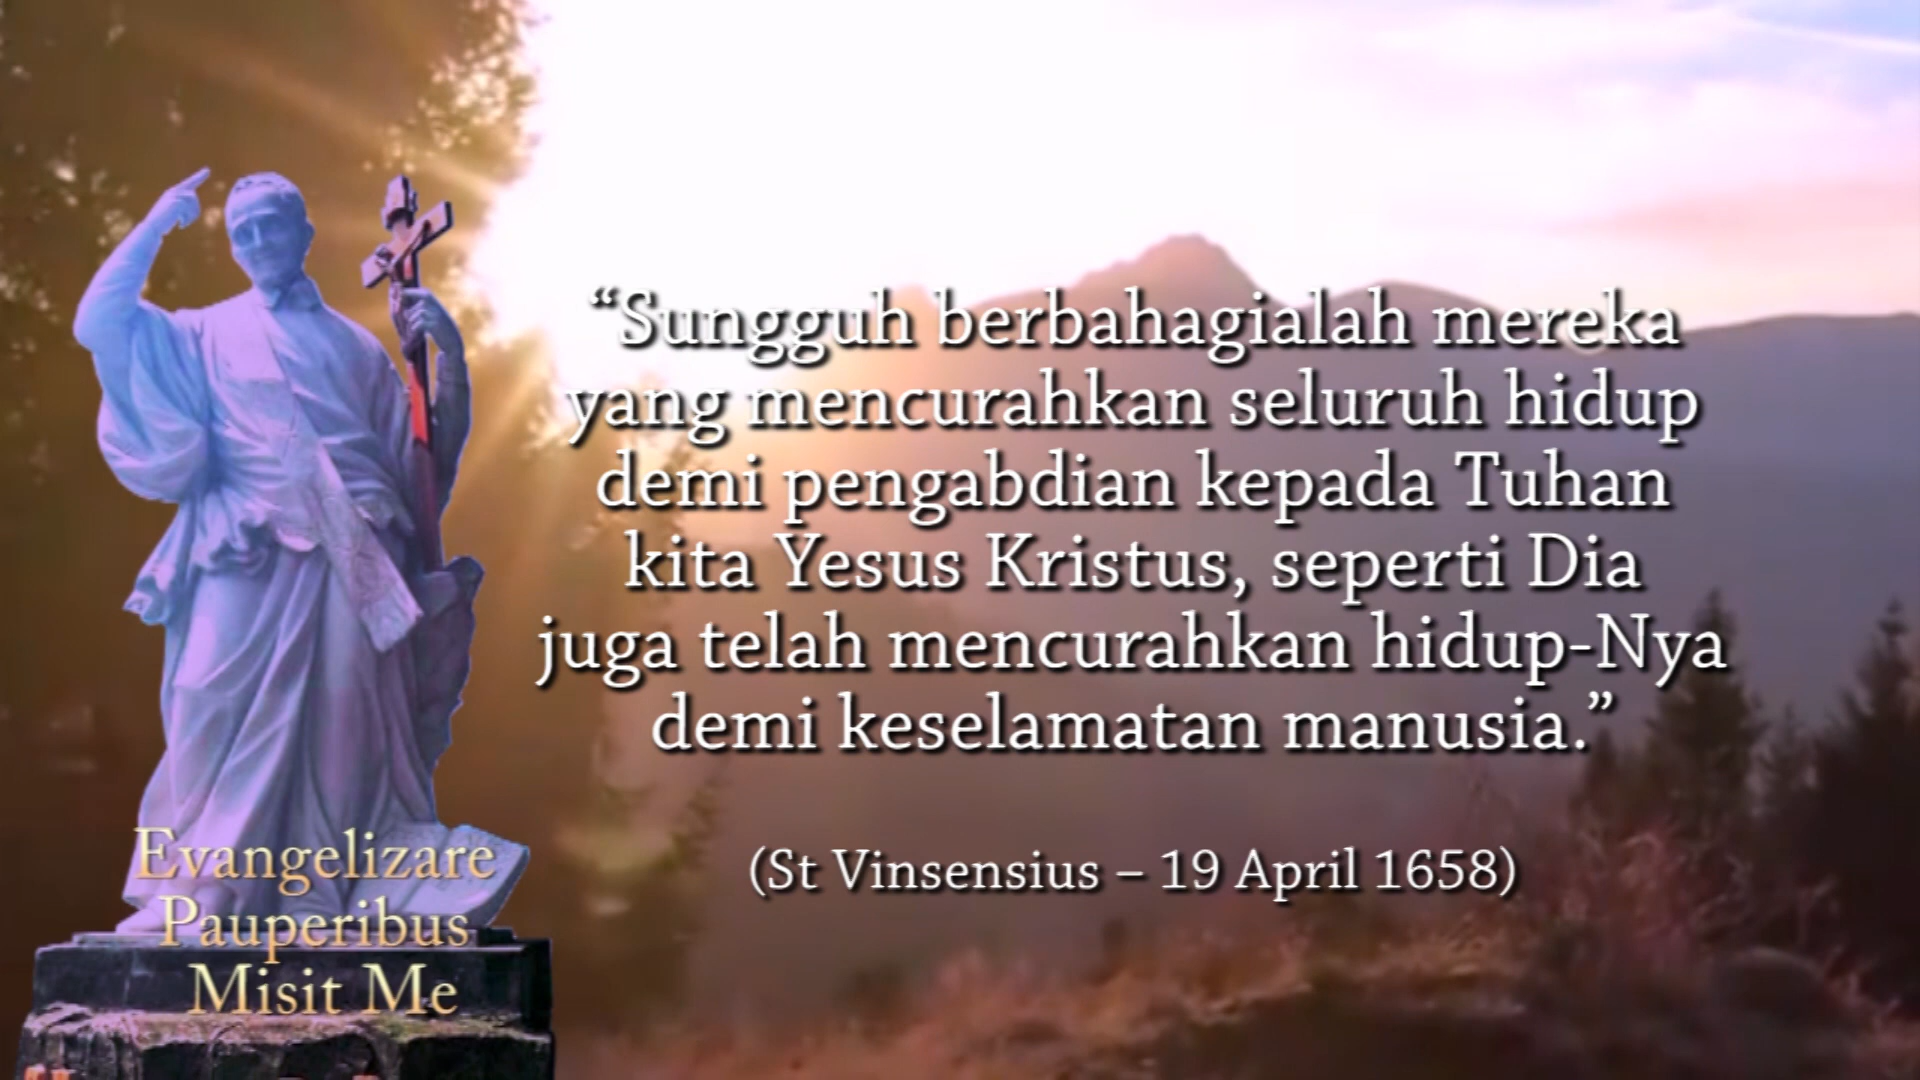 “Sungguh berbahagialah mereka
yang mencurahkan seluruh hidup
demi pengabdian kepada Tuhan
kita Yesus Kristus, seperti Dia
juga telah mencurahkan hidup-Nya
demi keselamatan manusia.”
(St Vinsensius – 19 April 1658)
Evangelizare
Pauperibus
Misit Me